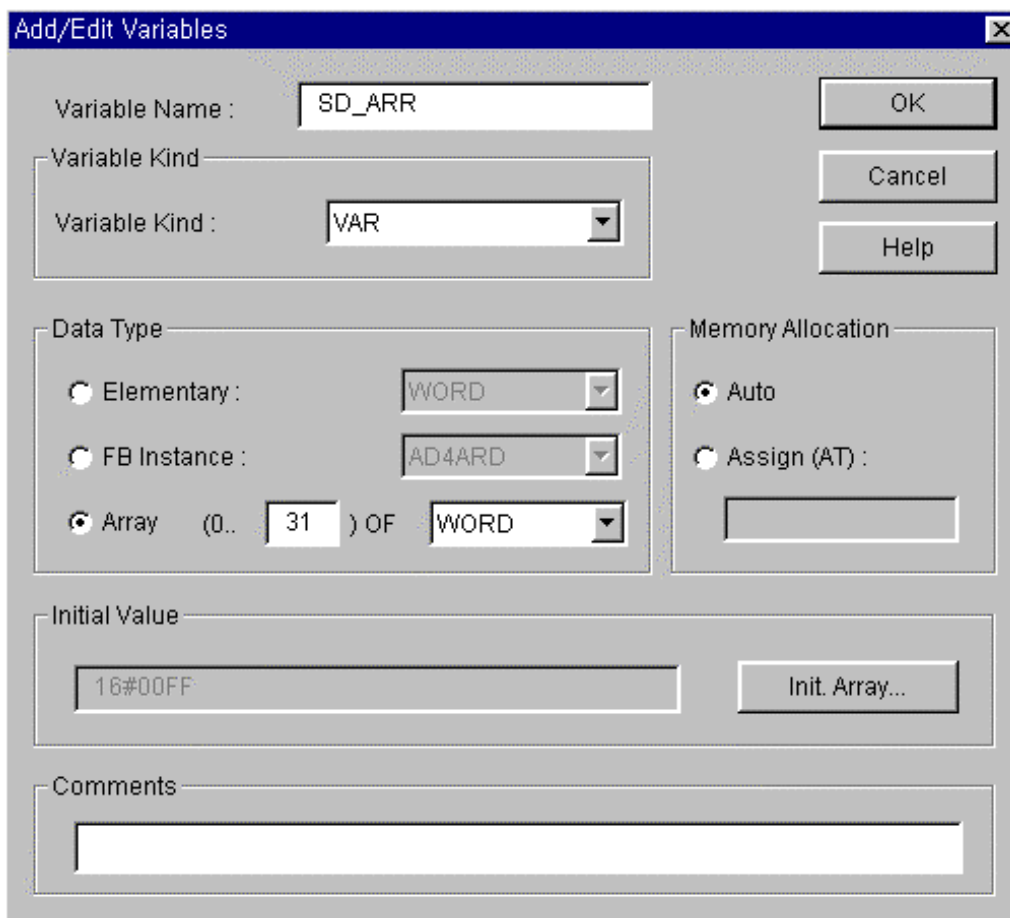 Add/Edit Variables
Variable Name : SD_ARR
OK
Variable Kind
Cancel
Variable Kind : VAR
Help
Data Type
Memory Allocation
Elementary : WORD
Auto
FB Instance : AD4ARD
Assign (AT) :
Array (0.. 31 ) OF WORD
Initial Value
16#00FF
Init. Array...
Comments